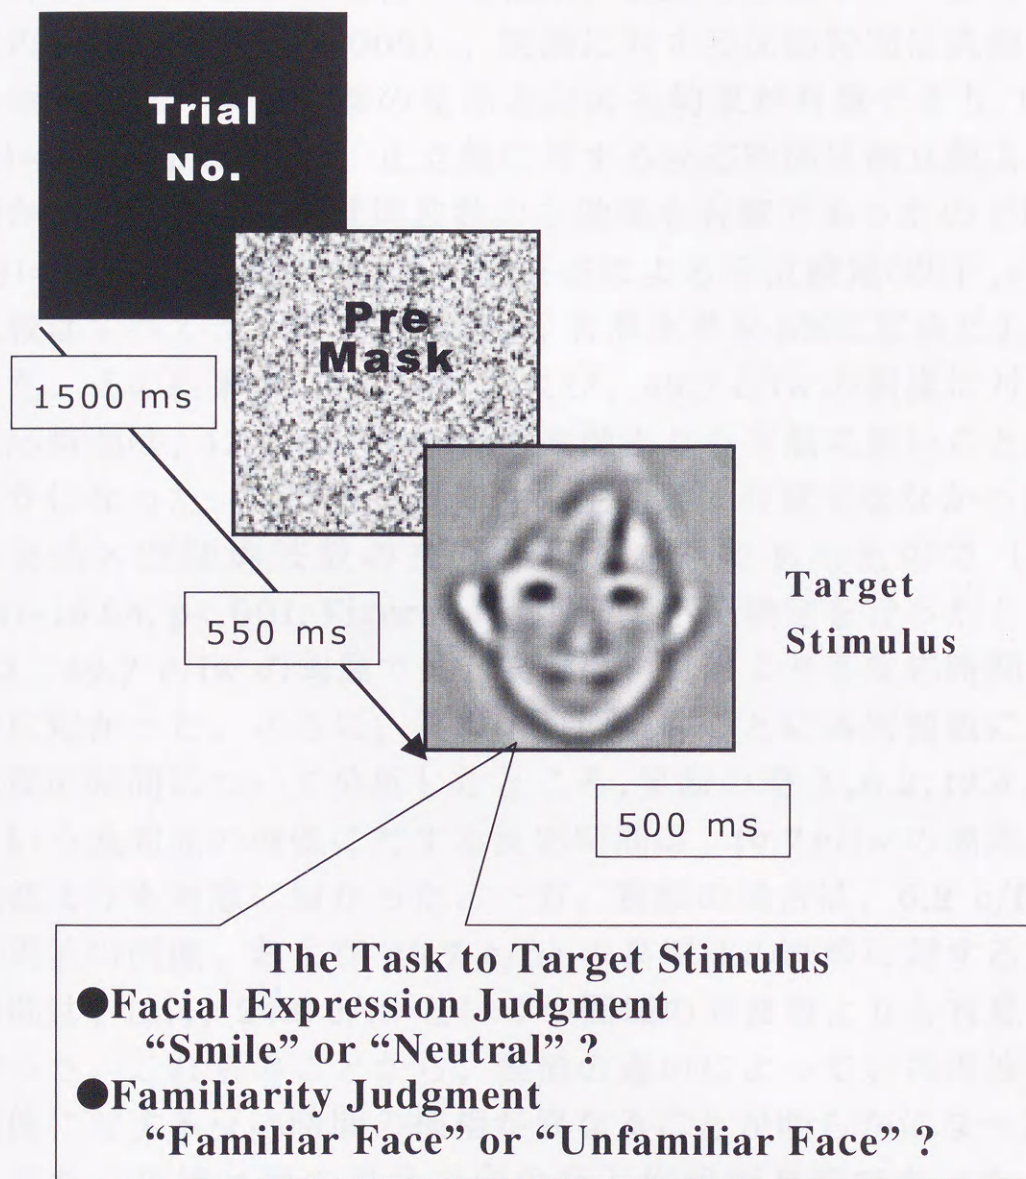 Trial
No.
Pre
Mask
1500 ms
550 ms
Target
Stimulus
500 ms
The Task to Target Stimulus
●Facial Expression Judgment
“Smile” or “Neutral” ?
●Familiarity Judgment
“Familiar Face” or “Unfamiliar Face” ?